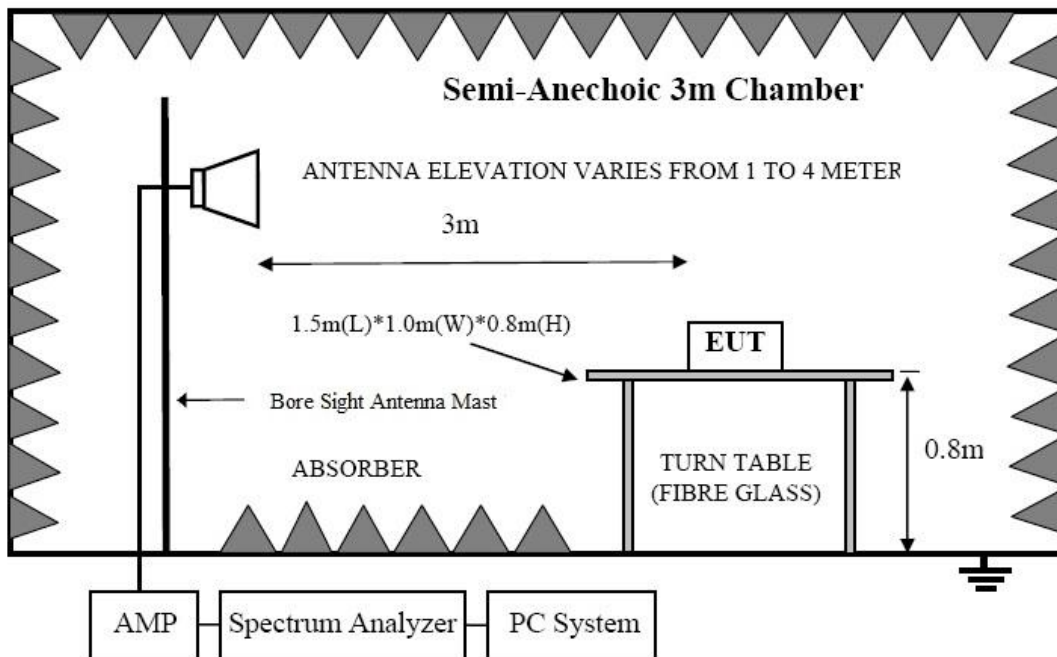 Semi-Anechoic 3m Chamber
ANTENNA ELEVATION VARIES FROM 1 TO 4 METER
3m
1.5m(L)*1.0m(W)*0.8m(H)
EUT
Bore Sight Antenna Mast
0.8m
ABSORBER
TURN TABLE
(FIBRE GLASS)
AMP
Spectrum Analyzer
PC System